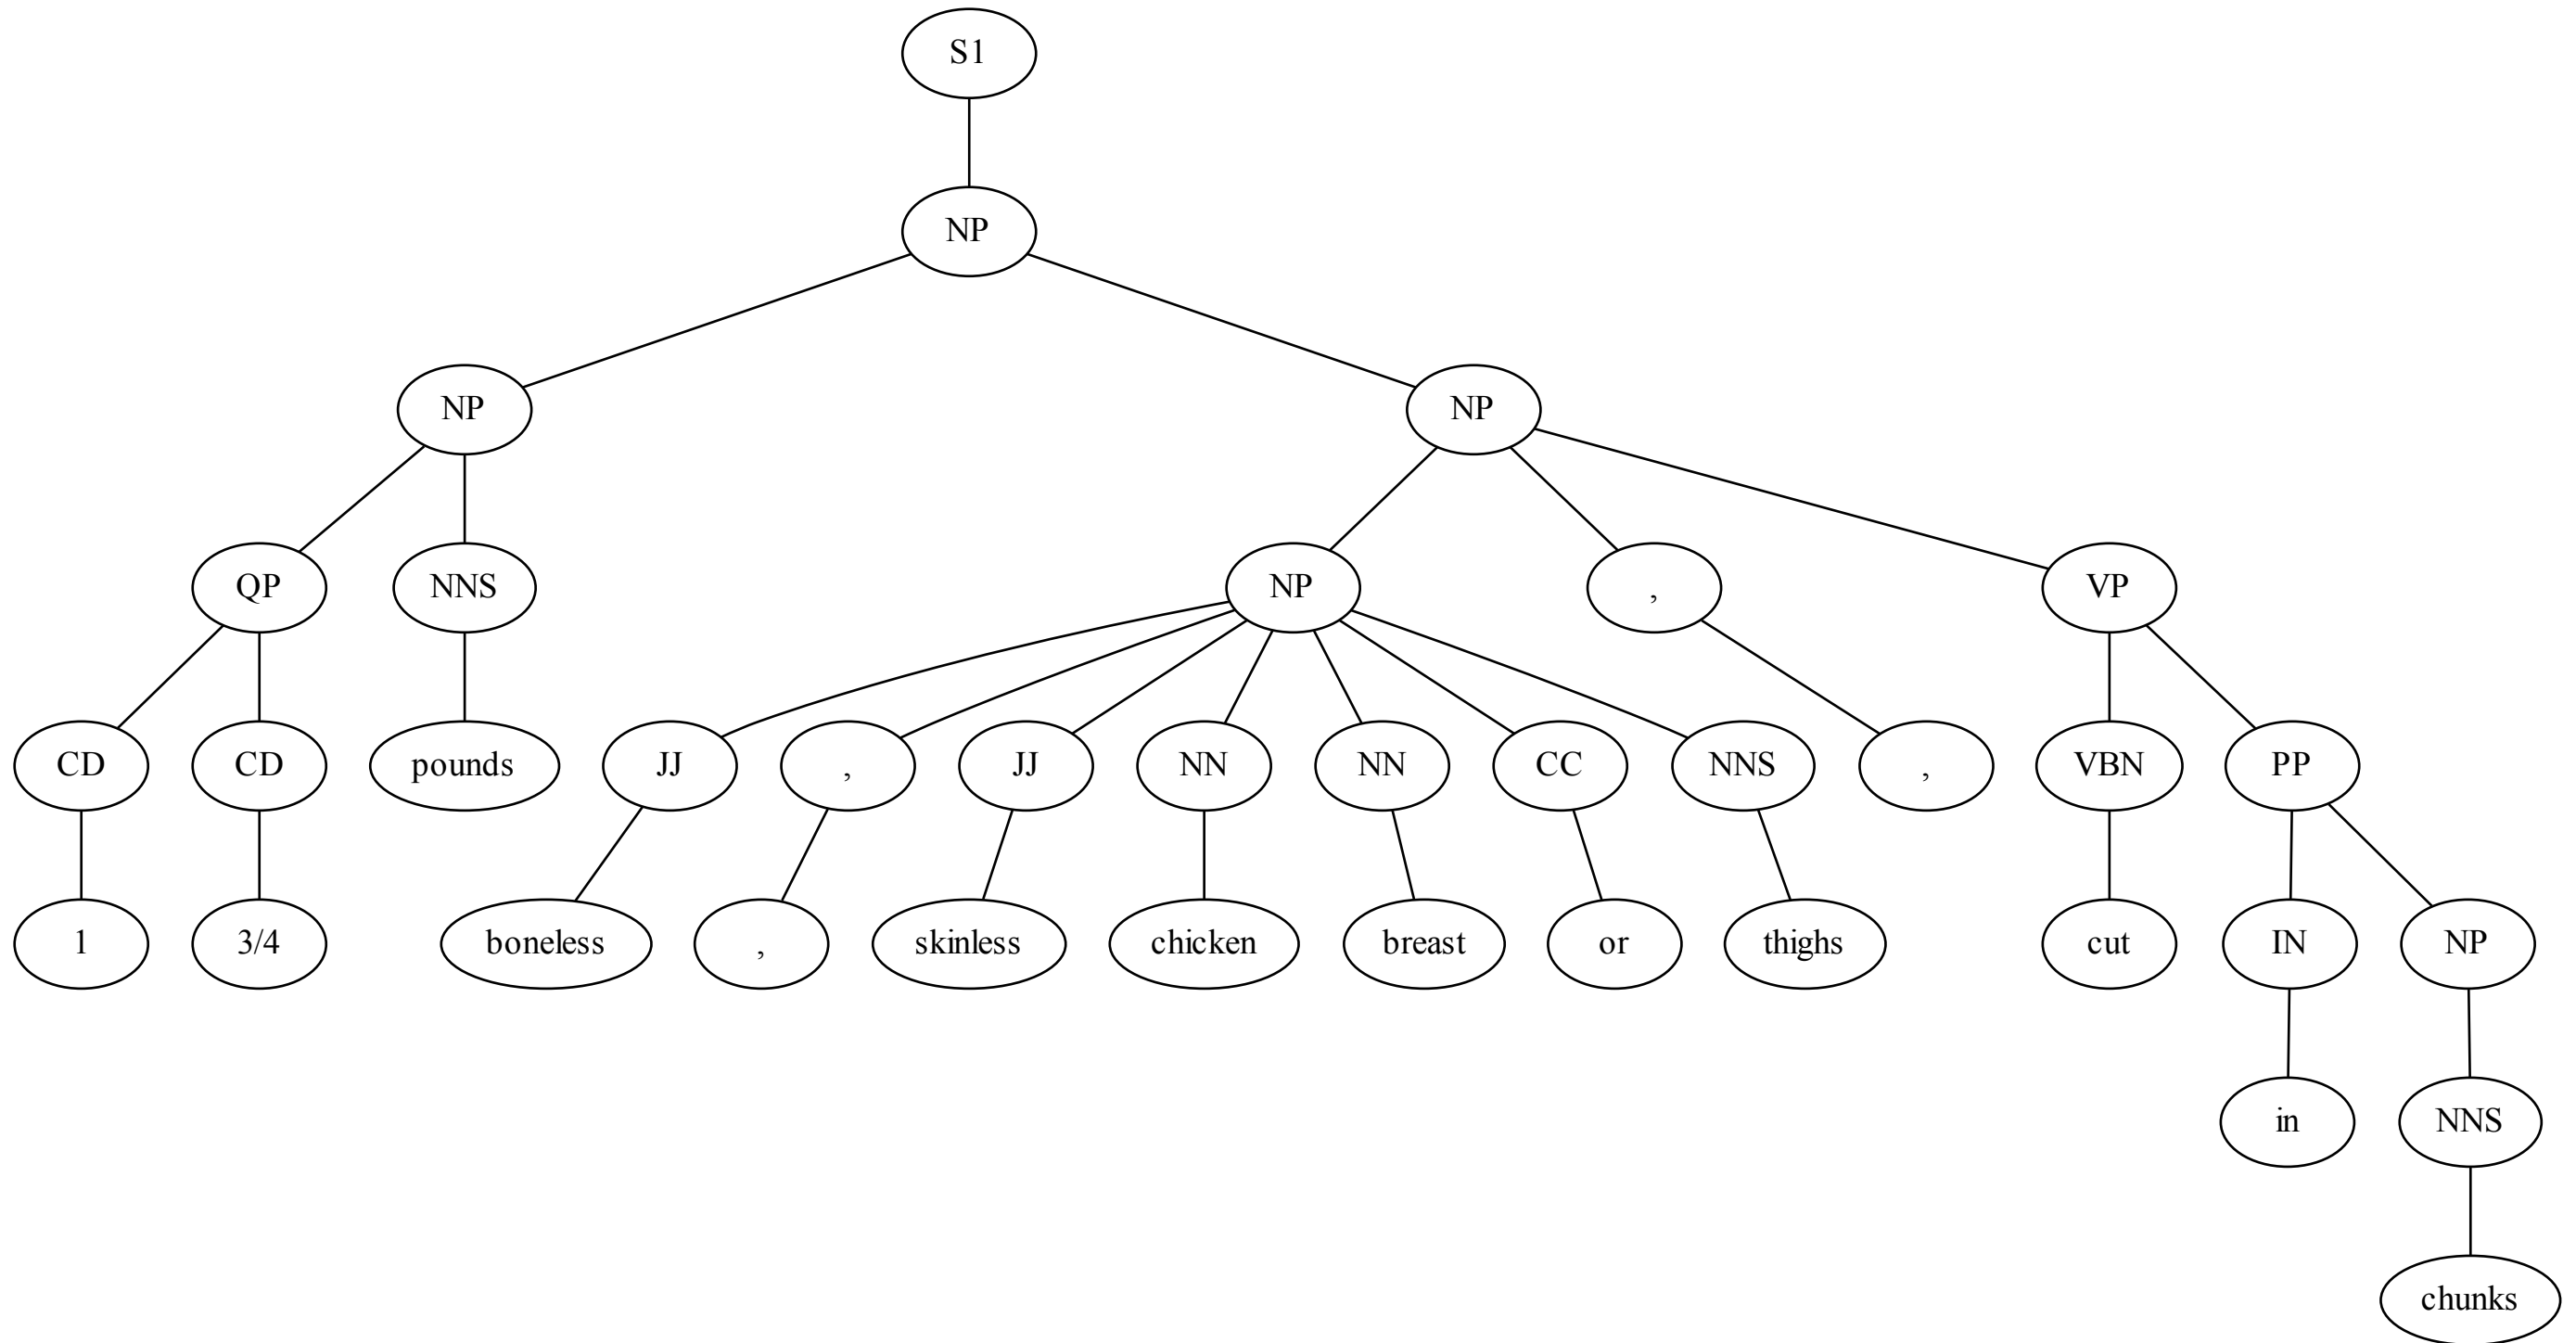 S1
NP
NP NP
QP NNS NP , VP
CD CD pounds JJ , JJ NN NN CC NNS , VBN PP
1 3/4 boneless , skinless chicken breast or thighs cut IN NP
in NNS
chunks